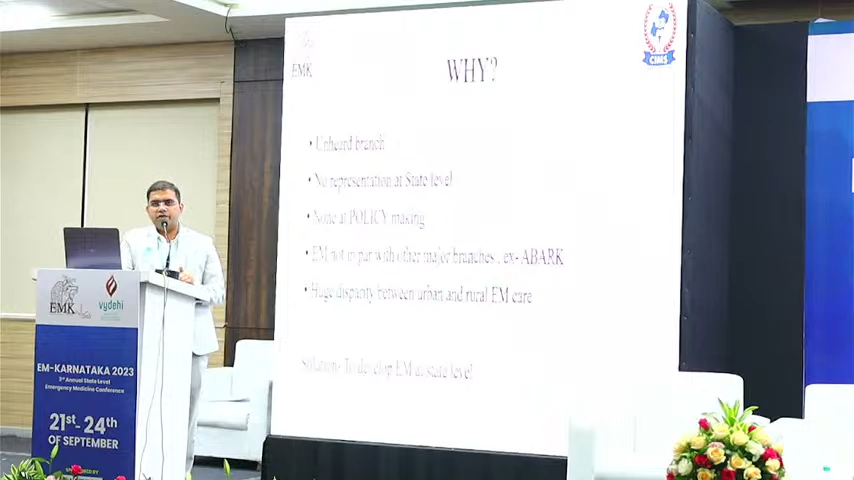 EMK
WHY?
CIMS
• Unheard branch
• No representation at State level
• None at POLICY making
• EM not in par with other major branches , ex- ABARK
• Huge disparity between urban and rural EM care
Solution- To develop EM at state level
EMK
vydehi
EM-KARNATAKA 2023
3rd Annual State Level
Emergency Medicine Conference
21st- 24th
OF SEPTEMBER